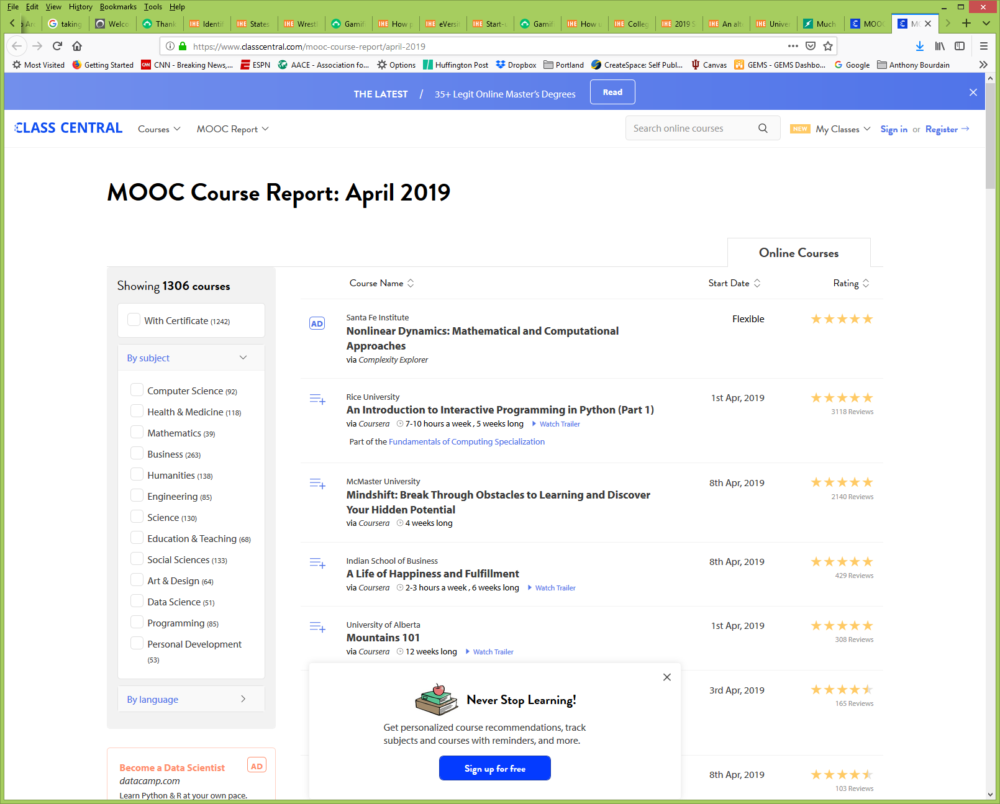 File Edit View History Bookmarks Tools Help
taking
Welco
Thank
Identif
States
Wrestl
Gamifi
How p
eVersit
Start-u
Gamifi
How u
Colleg
2019 S
An alte
Univer
Much
MOOC
https://www.classcentral.com/mooc-course-report/april-2019
Most Visited Getting Started CNN - Breaking News,... ESPN AACE - Association fo... Options Huffington Post Dropbox Portland CreateSpace: Self Publ... Canvas GEMS - GEMS Dashbo... Google Anthony Bourdain
THE LATEST / 35+ Legit Online Master's Degrees Read
CLASS CENTRAL Courses MOOC Report Search online courses NEW My Classes Sign in or Register →
MOOC Course Report: April 2019
Online Courses
Showing 1306 courses
With Certificate (1242)
By subject
Computer Science (92)
Health & Medicine (118)
Mathematics (39)
Business (263)
Humanities (138)
Engineering (85)
Science (130)
Education & Teaching (68)
Social Sciences (133)
Art & Design (64)
Data Science (51)
Programming (85)
Personal Development
(53)
By language
Become a Data Scientist AD
datacamp.com
Learn Python & R at your own pace.
Course Name Start Date Rating
AD
Santa Fe Institute
Nonlinear Dynamics: Mathematical and Computational
Approaches
via Complexity Explorer
Flexible
Rice University
An Introduction to Interactive Programming in Python (Part 1)
via Coursera 7-10 hours a week , 5 weeks long Watch Trailer
Part of the Fundamentals of Computing Specialization
1st Apr, 2019
3118 Reviews
McMaster University
Mindshift: Break Through Obstacles to Learning and Discover
Your Hidden Potential
via Coursera 4 weeks long
8th Apr, 2019
2140 Reviews
Indian School of Business
A Life of Happiness and Fulfillment
via Coursera 2-3 hours a week , 6 weeks long Watch Trailer
8th Apr, 2019
429 Reviews
University of Alberta
Mountains 101
via Coursera 12 weeks long Watch Trailer
1st Apr, 2019
308 Reviews
3rd Apr, 2019
165 Reviews
8th Apr, 2019
103 Reviews
Never Stop Learning!
Get personalized course recommendations, track
subjects and courses with reminders, and more.
Sign up for free